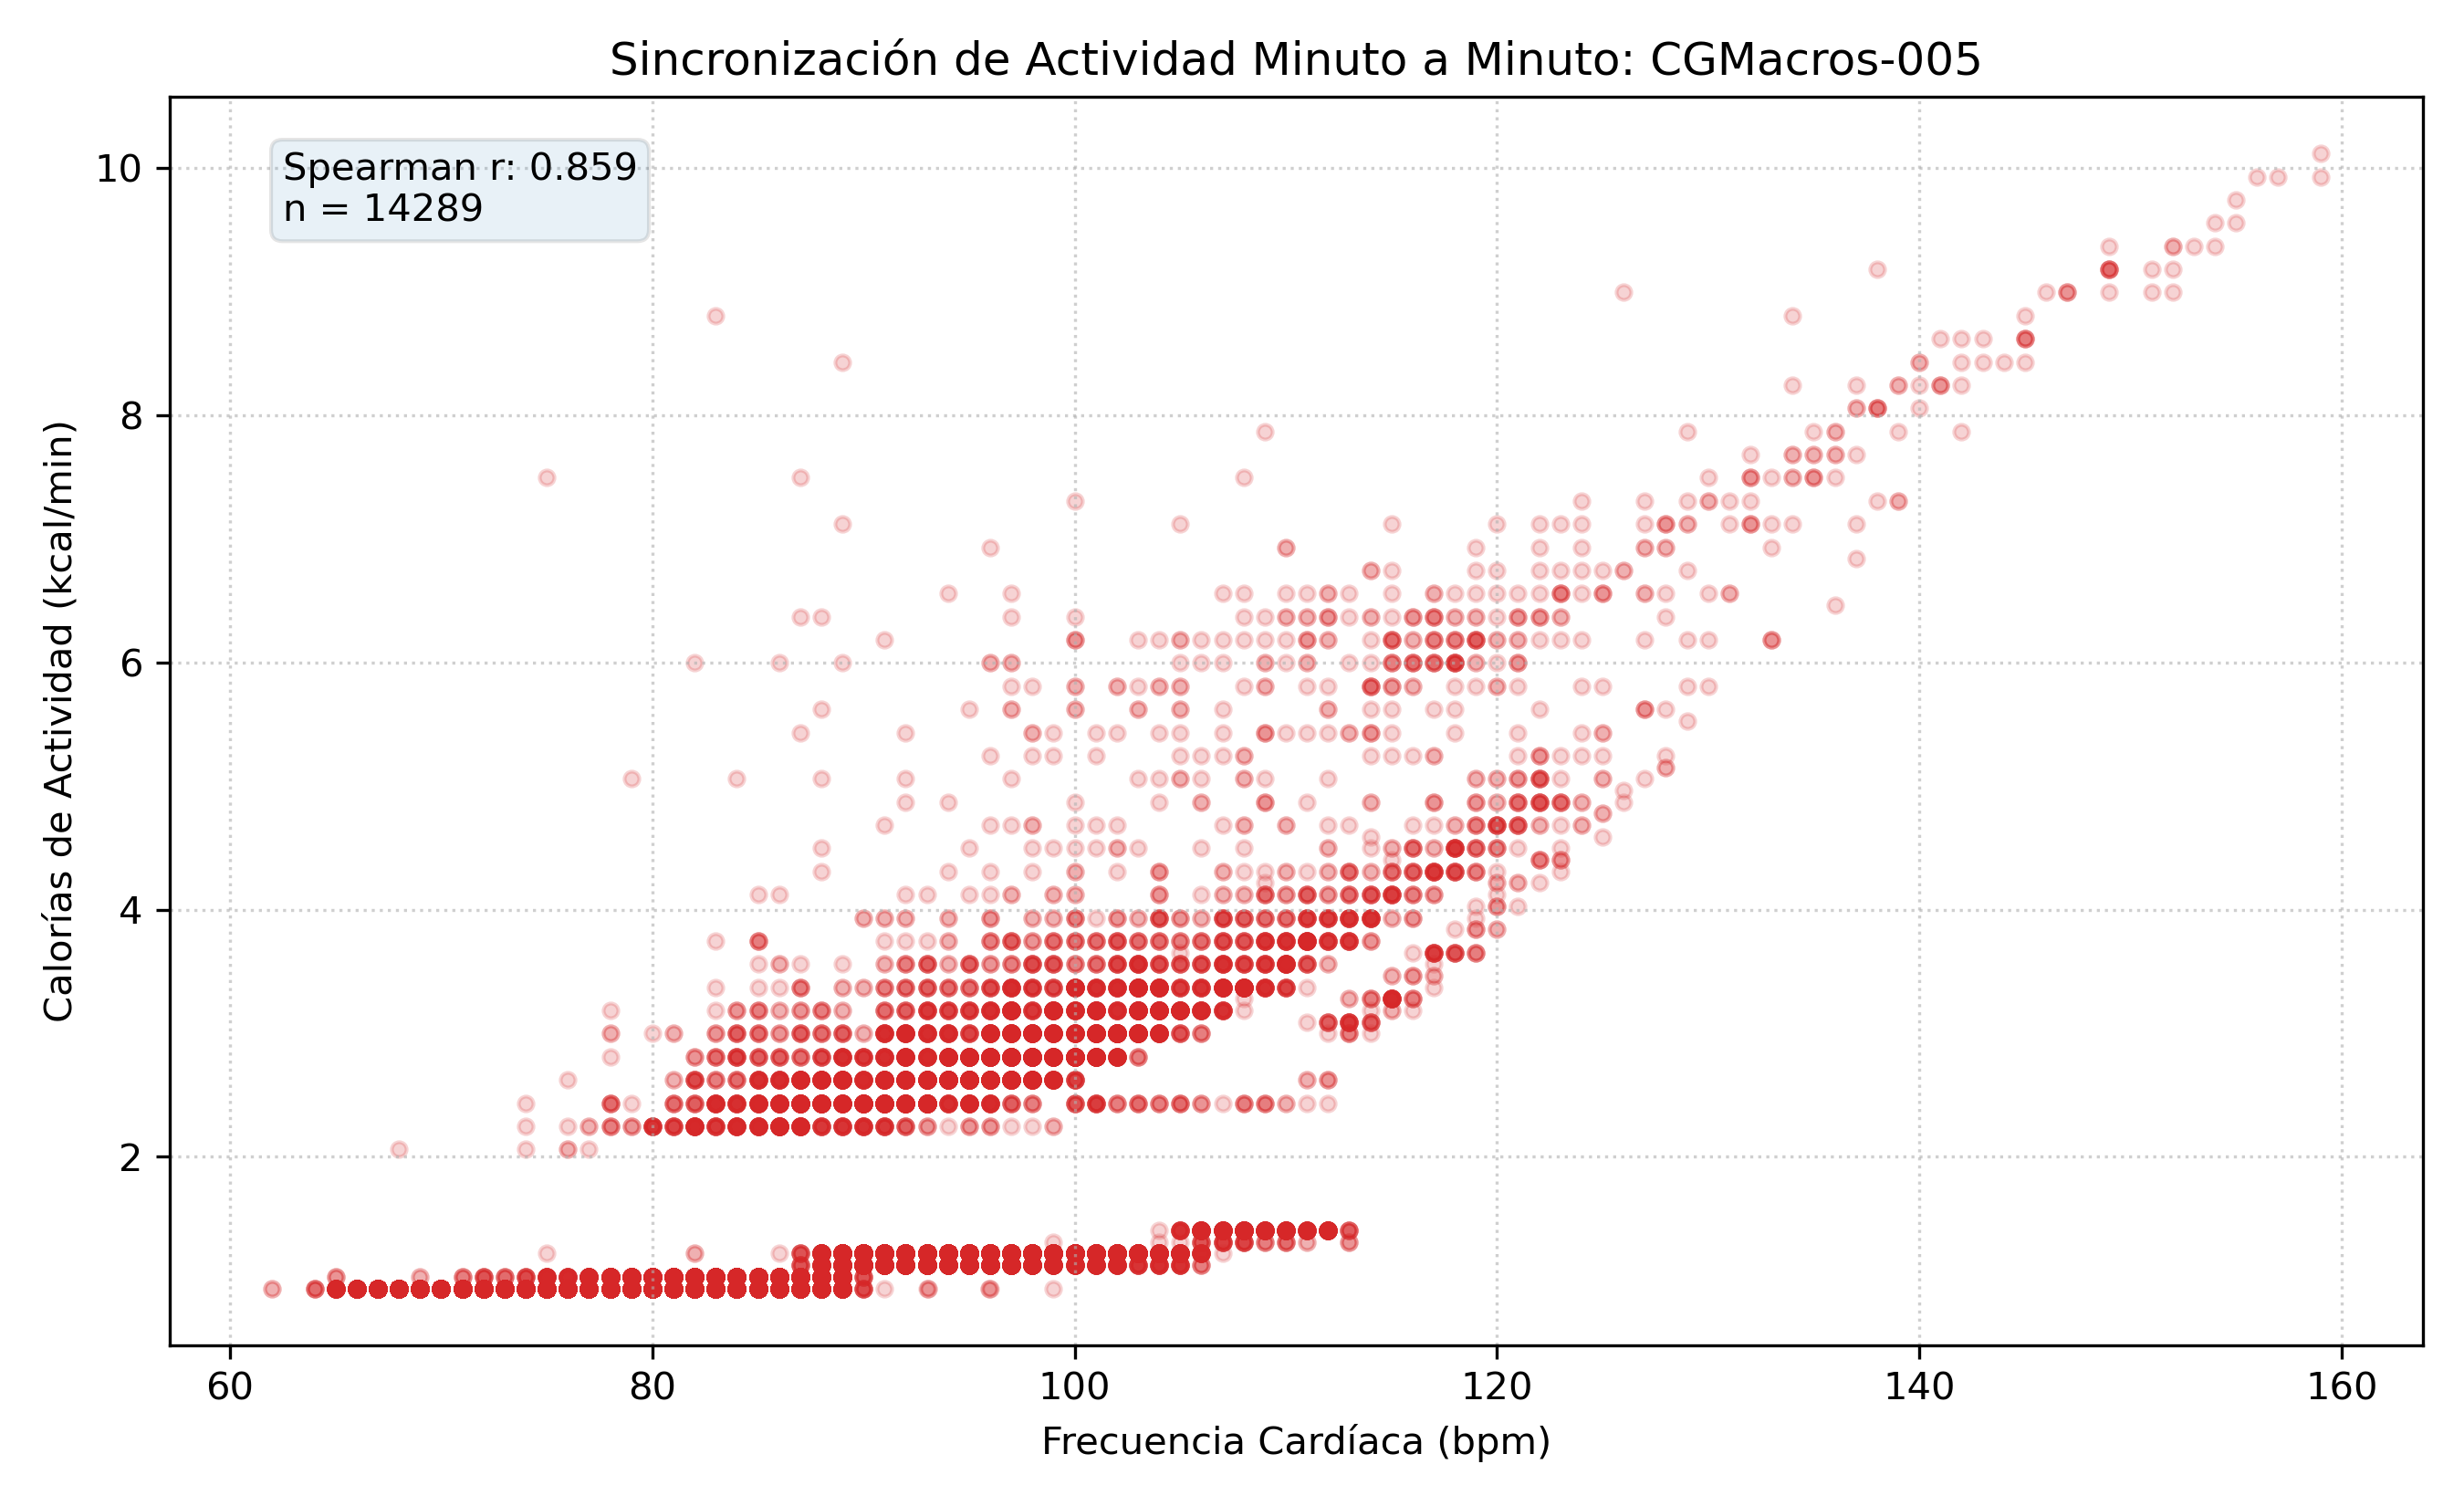 Sincronización de Actividad Minuto a Minuto: CGMacros-005
Spearman r: 0.859
n = 14289
Calorías de Actividad (kcal/min)
10
8
6
4
2
60 80 100 120 140 160
Frecuencia Cardíaca (bpm)